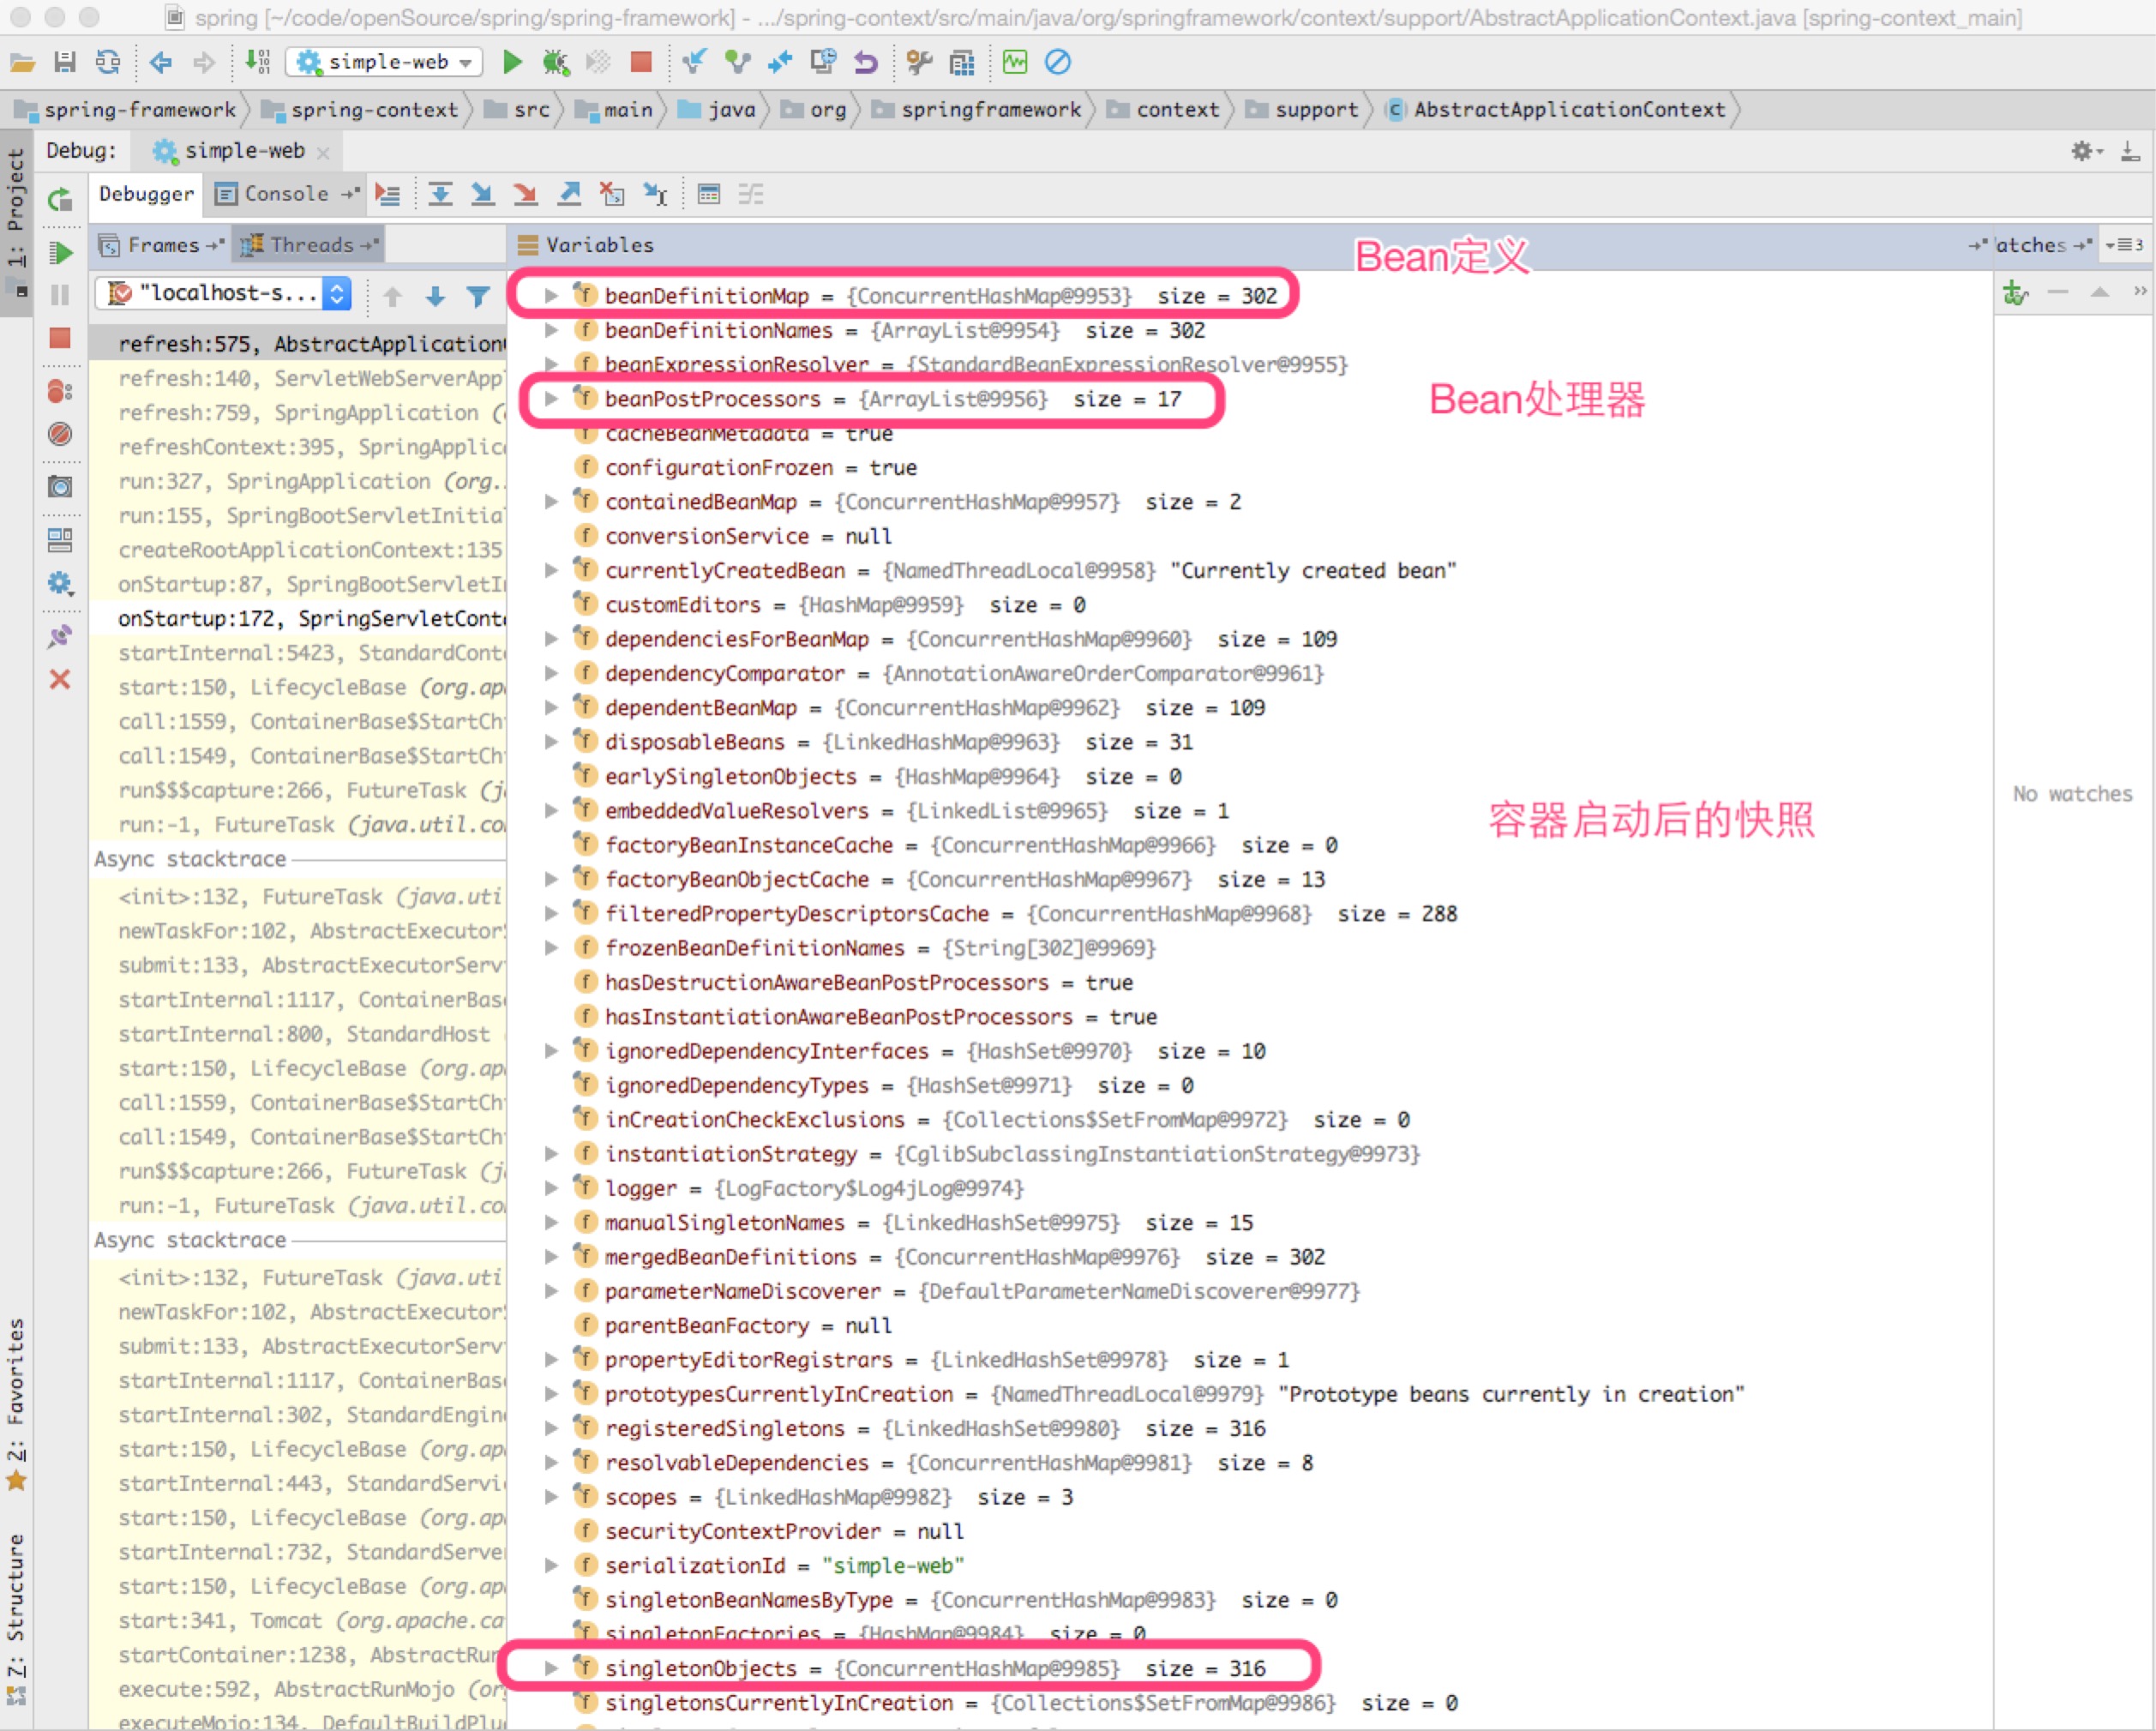 spring [~/code/openSource/spring/spring-framework] - .../spring-context/src/main/java/org/springframework/context/support/AbstractApplicationContext.java [spring-context_main]
simple-web
spring-framework spring-context src main java org springframework context support AbstractApplicationContext
Debug: simple-web
Debugger Console
Frames Threads
"localhost-s...
refresh:575, AbstractApplication
refresh:140, ServletWebServerApp
refresh:759, SpringApplication (
refreshContext:395, SpringApplic
run:327, SpringApplication (org.
run:155, SpringBootServletInitia
createRootApplicationContext:135
onStartup:87, SpringBootServletI
onStartup:172, SpringServletCont
startInternal:5423, StandardCont
start:150, LifecycleBase (org.ap
call:1559, ContainerBase$StartCh
call:1549, ContainerBase$StartCh
run$$$capture:266, FutureTask (j
run:-1, FutureTask (java.util.co
Async stacktrace
<init>:132, FutureTask (java.uti
newTaskFor:102, AbstractExecutor
submit:133, AbstractExecutorServ
startInternal:1117, ContainerBas
startInternal:800, StandardHost
start:150, LifecycleBase (org.ap
call:1559, ContainerBase$StartCh
call:1549, ContainerBase$StartCh
run$$$capture:266, FutureTask (j
run:-1, FutureTask (java.util.co
Async stacktrace
<init>:132, FutureTask (java.uti
newTaskFor:102, AbstractExecutor
submit:133, AbstractExecutorServ
startInternal:1117, ContainerBas
startInternal:302, StandardEngin
start:150, LifecycleBase (org.ap
startInternal:443, StandardServi
start:150, LifecycleBase (org.ap
startInternal:732, StandardServe
start:150, LifecycleBase (org.ap
start:341, Tomcat (org.apache.ca
startContainer:1238, AbstractRun
execute:592, AbstractRunMojo (or
executeMojo:134, DefaultBuildPlu
Variables
Bean定义
beanDefinitionMap = {ConcurrentHashMap@9953} size = 302
beanDefinitionNames = {ArrayList@9954} size = 302
beanExpressionResolver = {StandardBeanExpressionResolver@9955}
beanPostProcessors = {ArrayList@9956} size = 17
Bean处理器
cacheBeanMetadata = true
configurationFrozen = true
containedBeanMap = {ConcurrentHashMap@9957} size = 2
conversionService = null
currentlyCreatedBean = {NamedThreadLocal@9958} "Currently created bean"
customEditors = {HashMap@9959} size = 0
dependenciesForBeanMap = {ConcurrentHashMap@9960} size = 109
dependencyComparator = {AnnotationAwareOrderComparator@9961}
dependentBeanMap = {ConcurrentHashMap@9962} size = 109
disposableBeans = {LinkedHashMap@9963} size = 31
earlySingletonObjects = {HashMap@9964} size = 0
embeddedValueResolvers = {LinkedList@9965} size = 1
容器启动后的快照
factoryBeanInstanceCache = {ConcurrentHashMap@9966} size = 0
factoryBeanObjectCache = {ConcurrentHashMap@9967} size = 13
filteredPropertyDescriptorsCache = {ConcurrentHashMap@9968} size = 288
frozenBeanDefinitionNames = {String[302]@9969}
hasDestructionAwareBeanPostProcessors = true
hasInstantiationAwareBeanPostProcessors = true
ignoredDependencyInterfaces = {HashSet@9970} size = 10
ignoredDependencyTypes = {HashSet@9971} size = 0
inCreationCheckExclusions = {Collections$SetFromMap@9972} size = 0
instantiationStrategy = {CglibSubclassingInstantiationStrategy@9973}
logger = {LogFactory$Log4jLog@9974}
manualSingletonNames = {LinkedHashSet@9975} size = 15
mergedBeanDefinitions = {ConcurrentHashMap@9976} size = 302
parameterNameDiscoverer = {DefaultParameterNameDiscoverer@9977}
parentBeanFactory = null
propertyEditorRegistrars = {LinkedHashSet@9978} size = 1
prototypesCurrentlyInCreation = {NamedThreadLocal@9979} "Prototype beans currently in creation"
registeredSingletons = {LinkedHashSet@9980} size = 316
resolvableDependencies = {ConcurrentHashMap@9981} size = 8
scopes = {LinkedHashMap@9982} size = 3
securityContextProvider = null
serializationId = "simple-web"
singletonBeanNamesByType = {ConcurrentHashMap@9983} size = 0
singletonFactories = {HashMap@9984} size = 0
singletonObjects = {ConcurrentHashMap@9985} size = 316
singletonsCurrentlyInCreation = {Collections$SetFromMap@9986} size = 0
atches
3
No watches
1: Project
2: Favorites
7: Structure